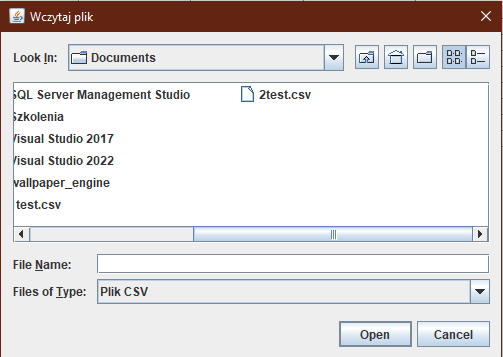 Wczytaj plik
Look In: Documents
SQL Server Management Studio
Szkolenia
Visual Studio 2017
Visual Studio 2022
wallpaper_engine
test.csv
2test.csv
File Name:
Files of Type: Plik CSV
Open Cancel